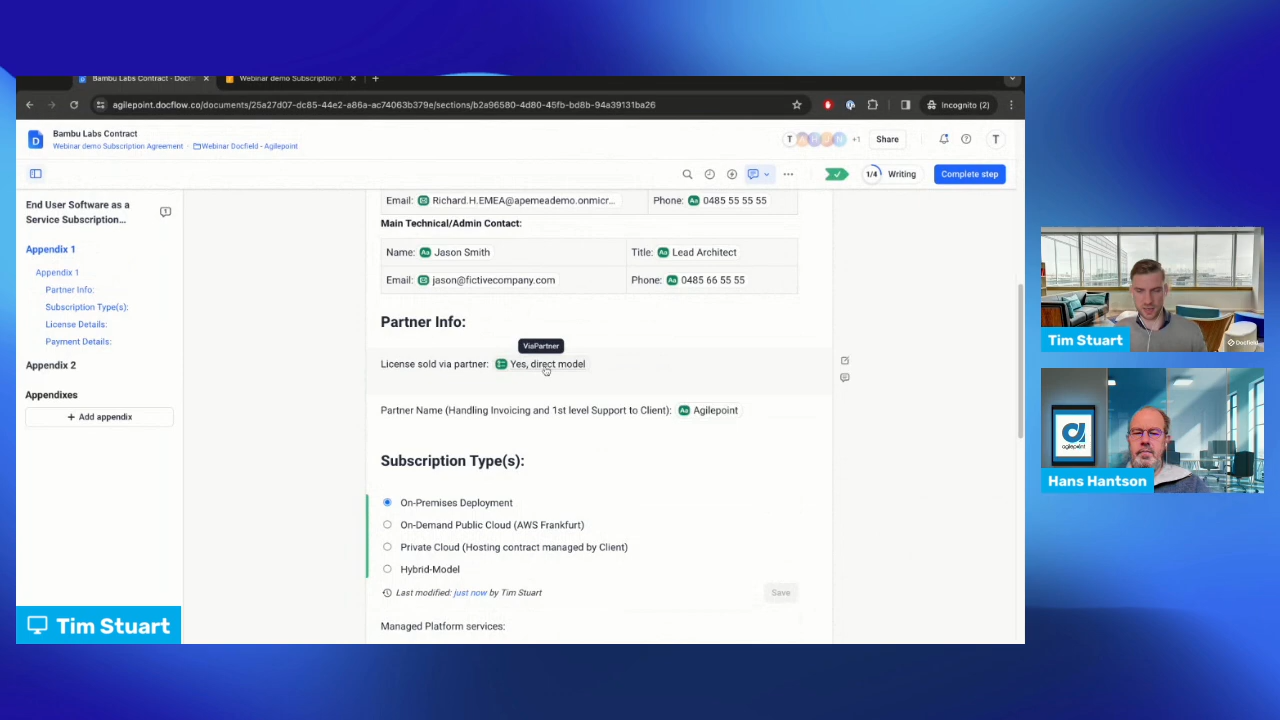 Bambu Labs Contract - Docf
Webinar demo Subscription A
agilepoint.docflow.co/documents/25a27d07-dc85-44e2-a86a-ac74063b379e/sections/b2a96580-4d80-45fb-bd8b-94a39131ba26
Incognito (2)
D
Bambu Labs Contract
Webinar demo Subscription Agreement · Webinar Docfield - Agilepoint
T
+1
Share
T
1/4 Writing
Complete step
End User Software as a
Service Subscription...
Appendix 1
Appendix 1
Partner Info:
Subscription Type(s):
License Details:
Payment Details:
Appendix 2
Appendixes
+ Add appendix
Email: Richard.H.EMEA@apemeademo.onmicr... Phone: Aa 0485 55 55 55
Main Technical/Admin Contact:
Name: Aa Jason Smith Title: Aa Lead Architect
Email: jason@fictivecompany.com Phone: Aa 0485 66 55 55
Partner Info:
ViaPartner
License sold via partner: Yes, direct model
Partner Name (Handling Invoicing and 1st level Support to Client): Aa Agilepoint
Subscription Type(s):
On-Premises Deployment
On-Demand Public Cloud (AWS Frankfurt)
Private Cloud (Hosting contract managed by Client)
Hybrid-Model
Last modified: just now by Tim Stuart
Save
Managed Platform services:
Tim Stuart
Docfield
Tim Stuart
agilepoint
Hans Hantson